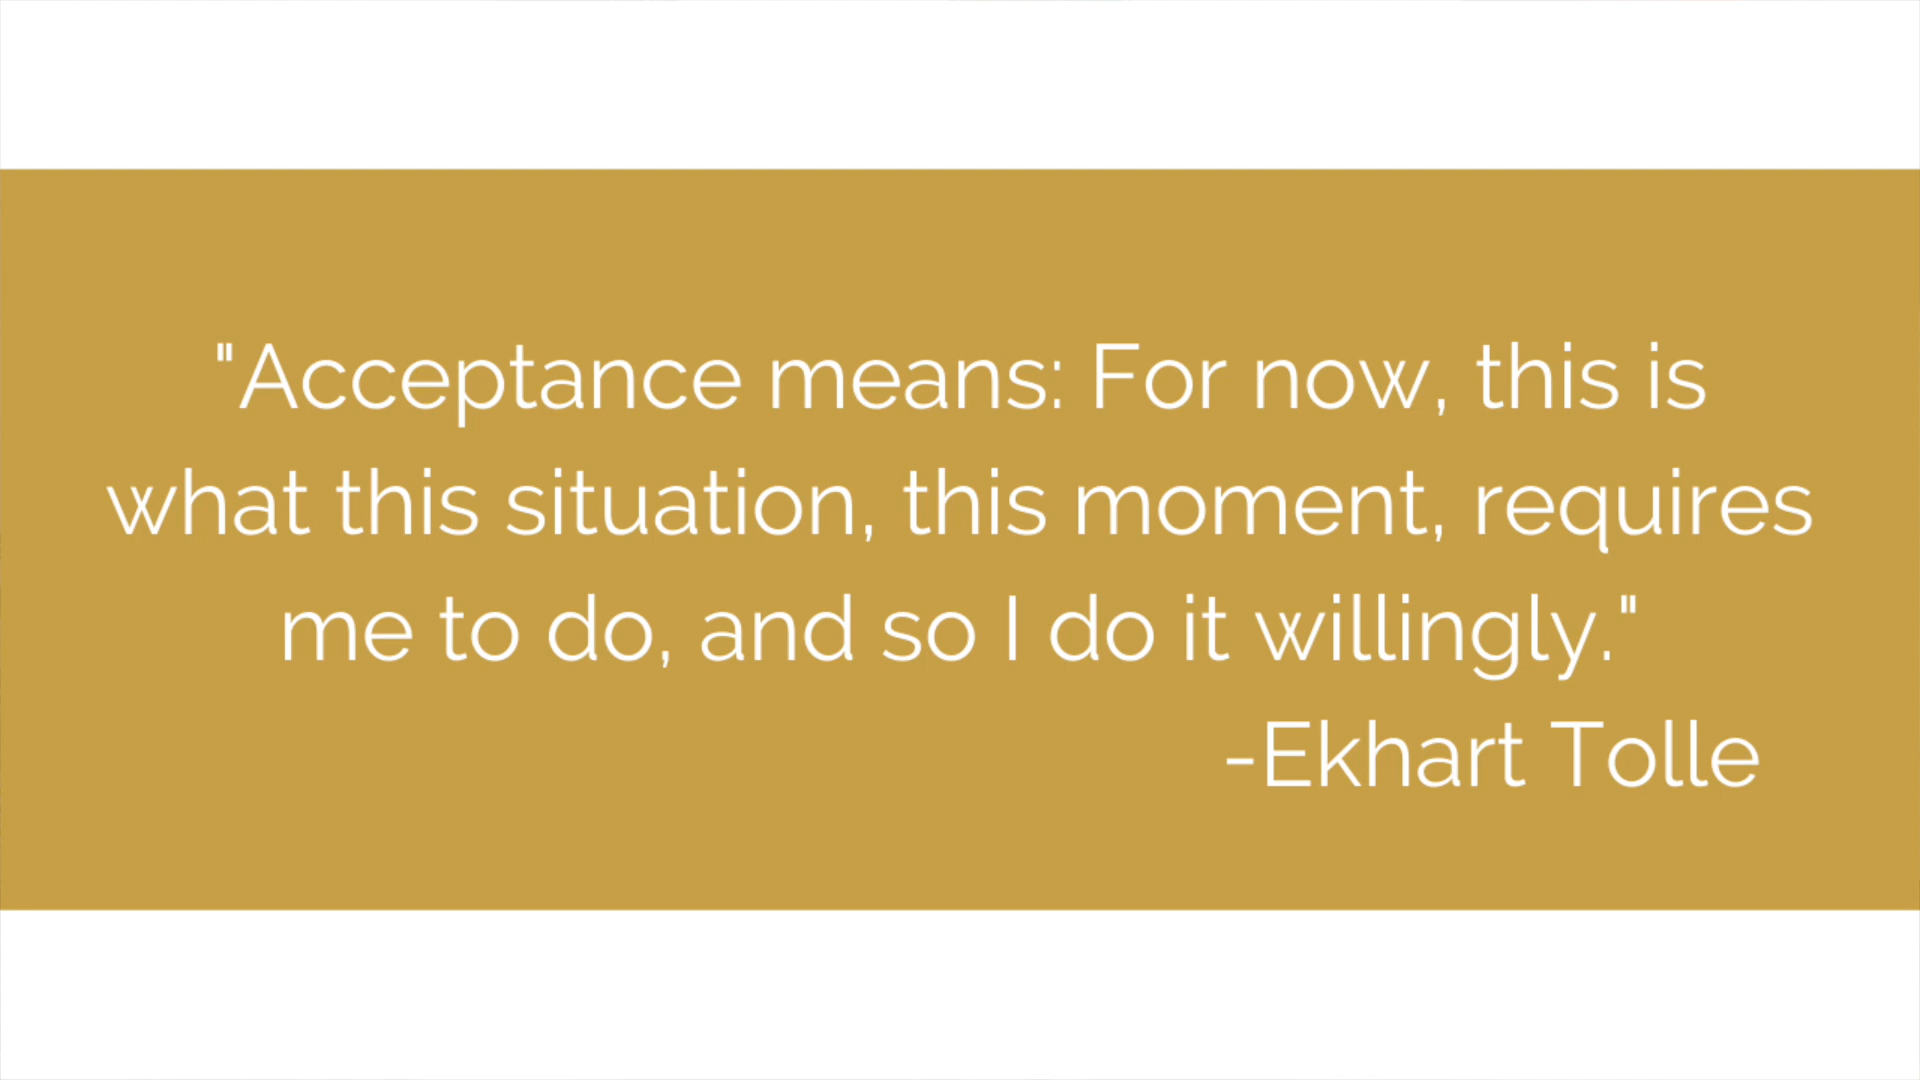 "Acceptance means: For now, this is
what this situation, this moment, requires
me to do, and so I do it willingly."
-Ekhart Tolle